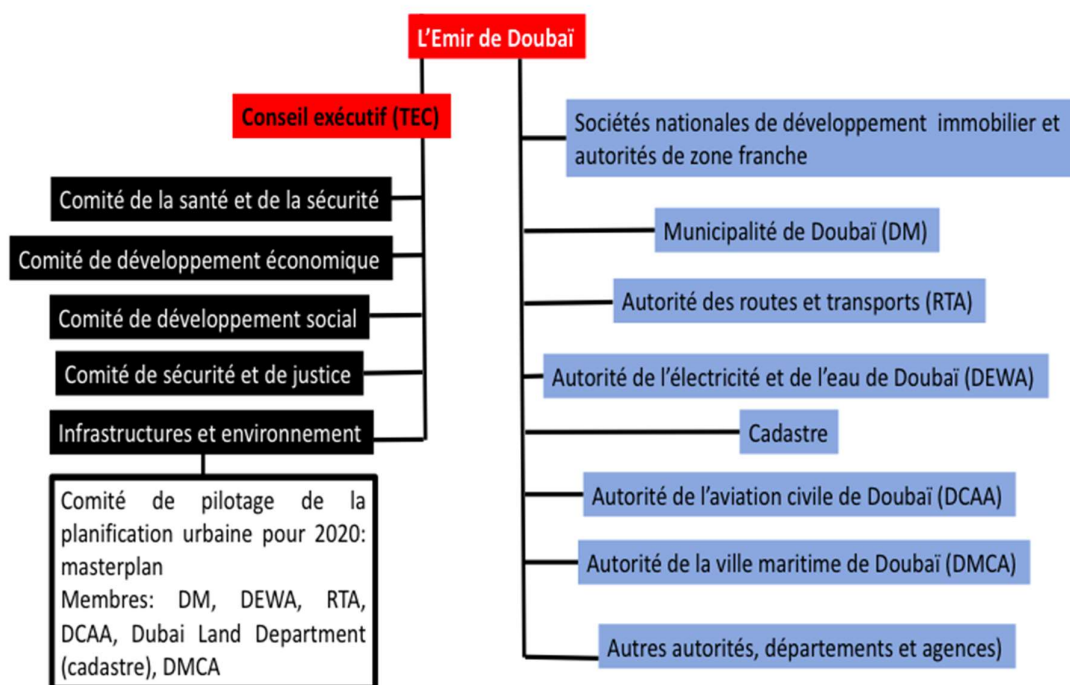 L'Emir de Doubaï
Conseil exécutif (TEC)
Comité de la santé et de la sécurité
Comité de développement économique
Comité de développement social
Comité de sécurité et de justice
Infrastructures et environnement
Comité de pilotage de la
planification urbaine pour 2020:
masterplan
Membres: DM, DEWA, RTA,
DCAA, Dubai Land Department
(cadastre), DMCA
Sociétés nationales de développement immobilier et
autorités de zone franche
Municipalité de Doubaï (DM)
Autorité des routes et transports (RTA)
Autorité de l'électricité et de l'eau de Doubaï (DEWA)
Cadastre
Autorité de l'aviation civile de Doubaï (DCAA)
Autorité de la ville maritime de Doubaï (DMCA)
Autres autorités, départements et agences)